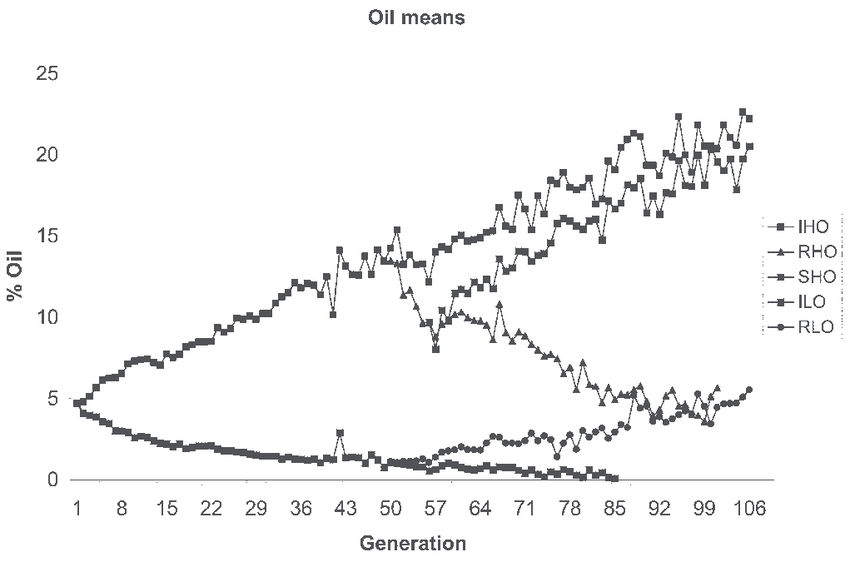 Oil means
25
20
15
10
5
0
% Oil
1 8 15 22 29 36 43 50 57 64 71 78 85 92 99 106
Generation
IHO
RHO
SHO
ILO
RLO